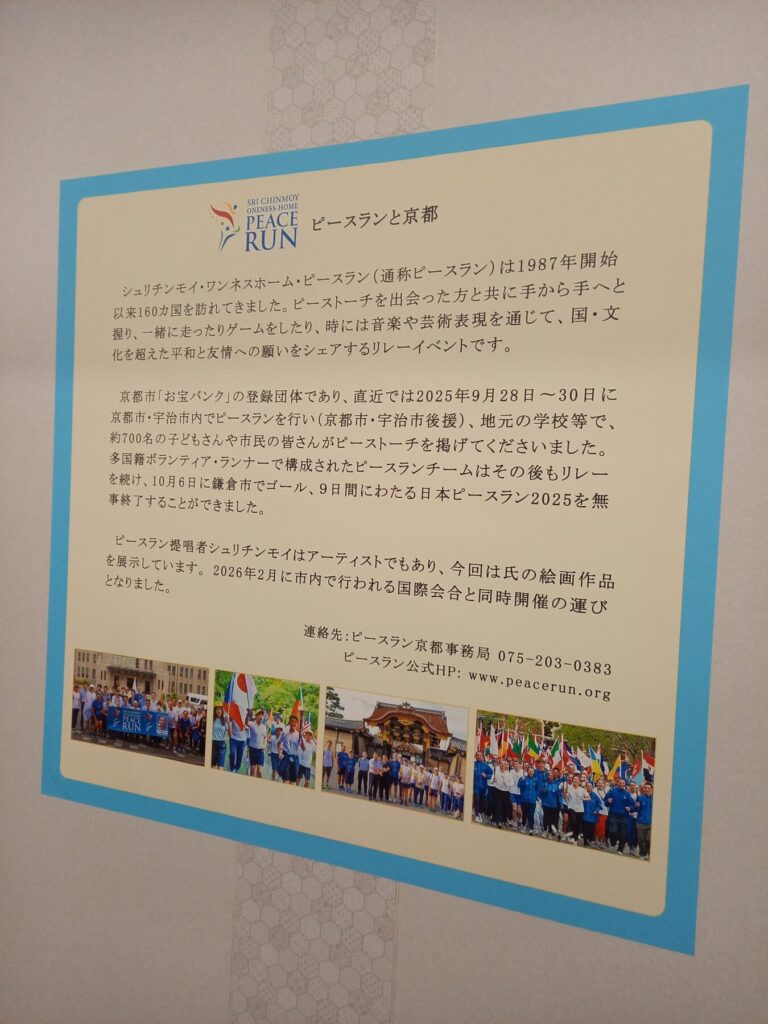 SRI CHINMOY
ONENESS-HOME
PEACE
RUN
ピースランと京都
シュリチンモイ・ワンネスホーム・ピースラン(通称ピースラン)は1987年開始
以来160カ国を訪れてきました。ピーストーチを出会った方と共に手から手へと
握り、一緒に走ったりゲームをしたり、時には音楽や芸術表現を通じて、国・文
化を超えた平和と友情への願いをシェアするリレーイベントです。
京都市「お宝バンク」の登録団体であり、直近では2025年9月28日~30日に
京都市・宇治市内でピースランを行い(京都市・宇治市後援)、地元の学校等で、
約700名の子どもさんや市民の皆さんがピーストーチを掲げてくださいました。
多国籍ボランティア・ランナーで構成されたピースランチームはその後もリレー
を続け、10月6日に鎌倉市でゴール、9日間にわたる日本ピースラン2025を無
事終了することができました。
ピースラン提唱者シュリチンモイはアーティストでもあり、今回は氏の絵画作品
を展示しています。2026年2月に市内で行われる国際会合と同時開催の運び
となりました。
連絡先:ピースラン京都事務局 075-203-0383
ピースラン公式HP: www.peacerun.org
PEACE
RUN